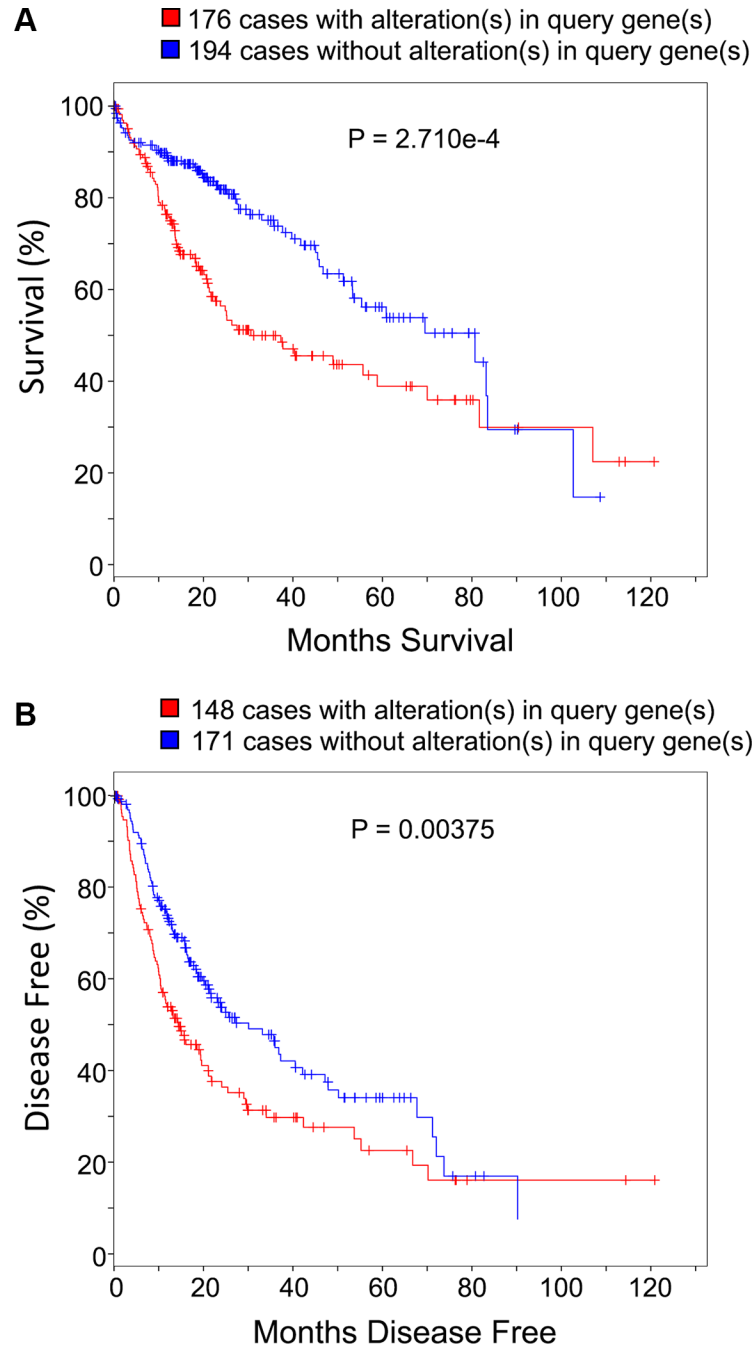 A
176 cases with alteration(s) in query gene(s)
194 cases without alteration(s) in query gene(s)
P = 2.710e-4
100
80
60
40
20
0
Survival (%)
0 20 40 60 80 100 120
Months Survival
B
148 cases with alteration(s) in query gene(s)
171 cases without alteration(s) in query gene(s)
P = 0.00375
100
80
60
40
20
0
Disease Free (%)
0 20 40 60 80 100 120
Months Disease Free